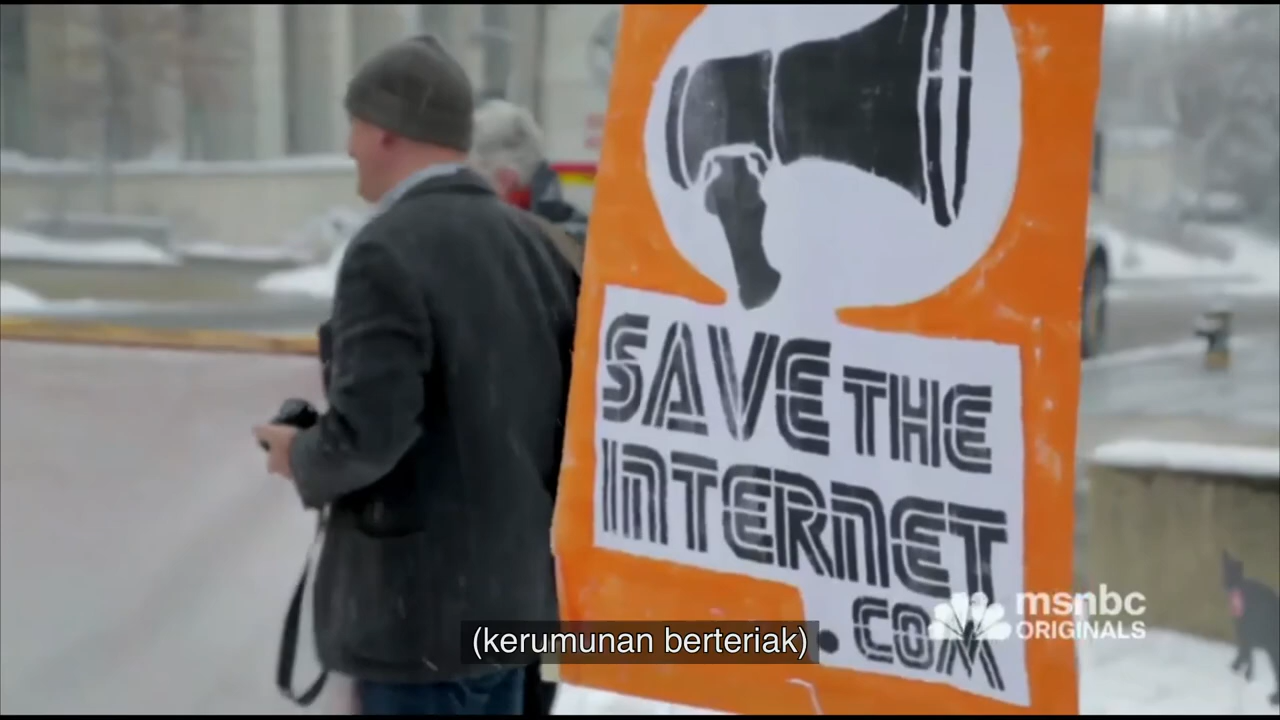 SAVE THE
INTERNET
.COM
msnbc
ORIGINALS
(kerumunan berteriak)